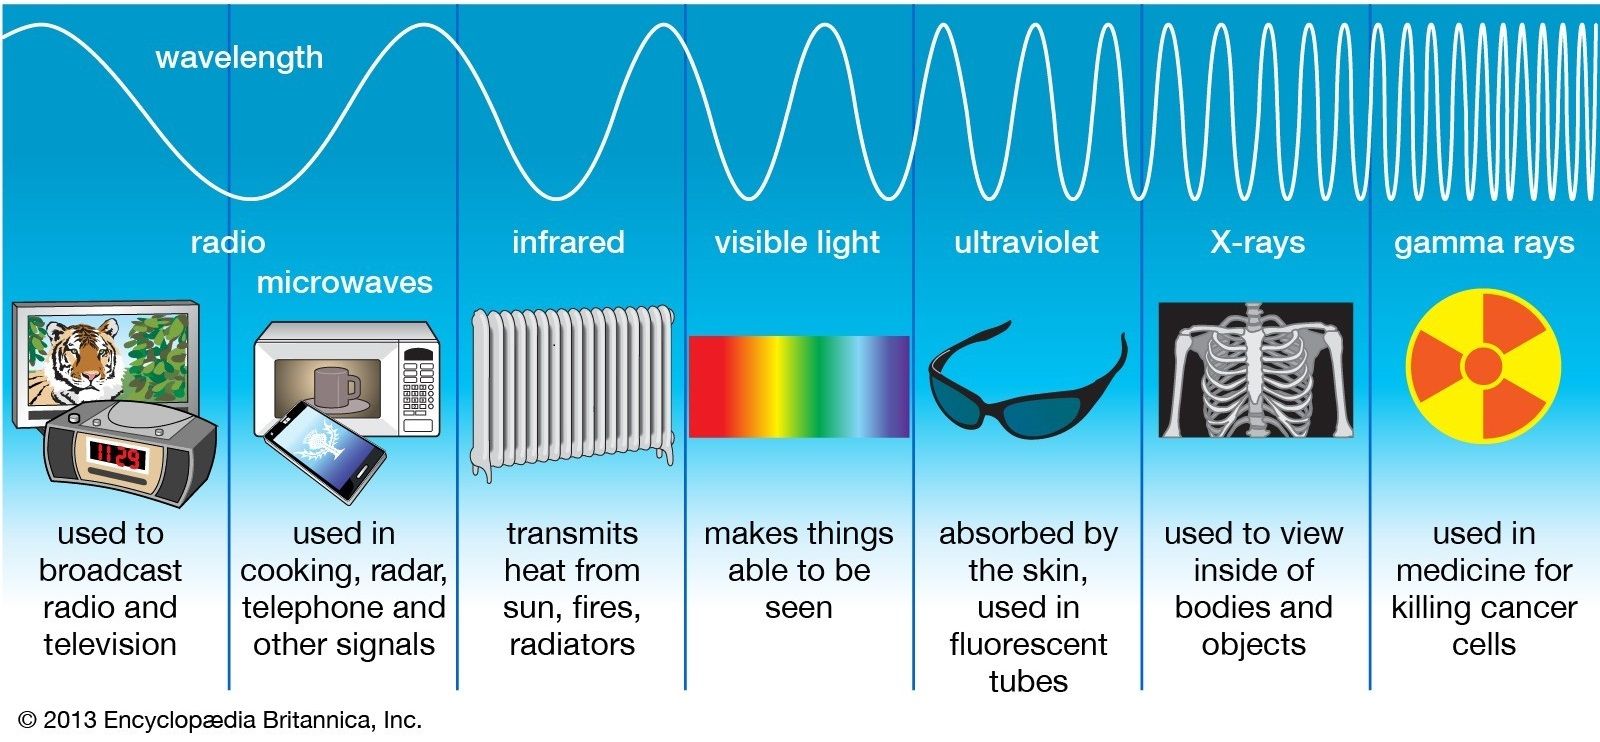 wavelength
radio
microwaves
infrared
visible light
ultraviolet
X-rays
gamma rays
11:29
used to
broadcast
radio and
television
used in
cooking, radar,
telephone and
other signals
transmits
heat from
sun, fires,
radiators
makes things
able to be
seen
absorbed by
the skin,
used in
fluorescent
tubes
used to view
inside of
bodies and
objects
used in
medicine for
killing cancer
cells
© 2013 Encyclopædia Britannica, Inc.